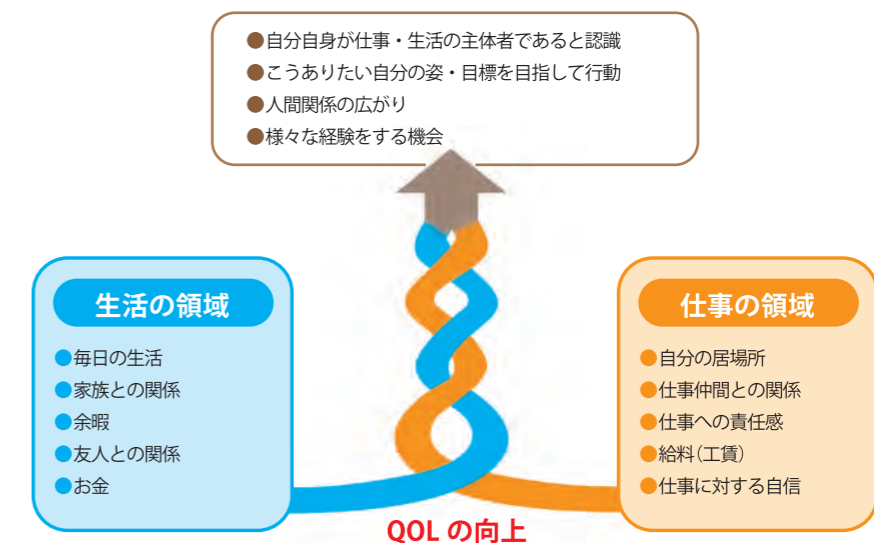 ●自分自身が仕事・生活の主体者であると認識
●こうありたい自分の姿・目標を目指して行動
●人間関係の広がり
●様々な経験をする機会
生活の領域
●毎日の生活
●家族との関係
●余暇
●友人との関係
●お金
仕事の領域
●自分の居場所
●仕事仲間との関係
●仕事への責任感
●給料(工賃)
●仕事に対する自信
QOL の向上